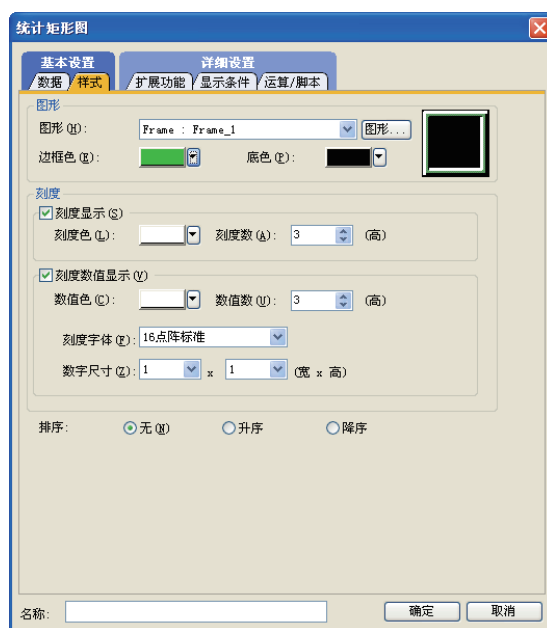 统计矩形图
基本设置 详细设置
数据 样式 扩展功能 显示条件 运算/脚本
图形
图形(H): Frame : Frame_1 图形...
边框色(E): 底色(P):
刻度
刻度显示(S)
刻度色(L): 刻度数(A): 3 (高)
刻度数值显示(V)
数值色(C): 数值数(U): 3 (高)
刻度字体(F): 16点阵标准
数字尺寸(Z): 1 x 1 (宽 x 高)
排序: 无(N) 升序 降序
名称: 确定 取消